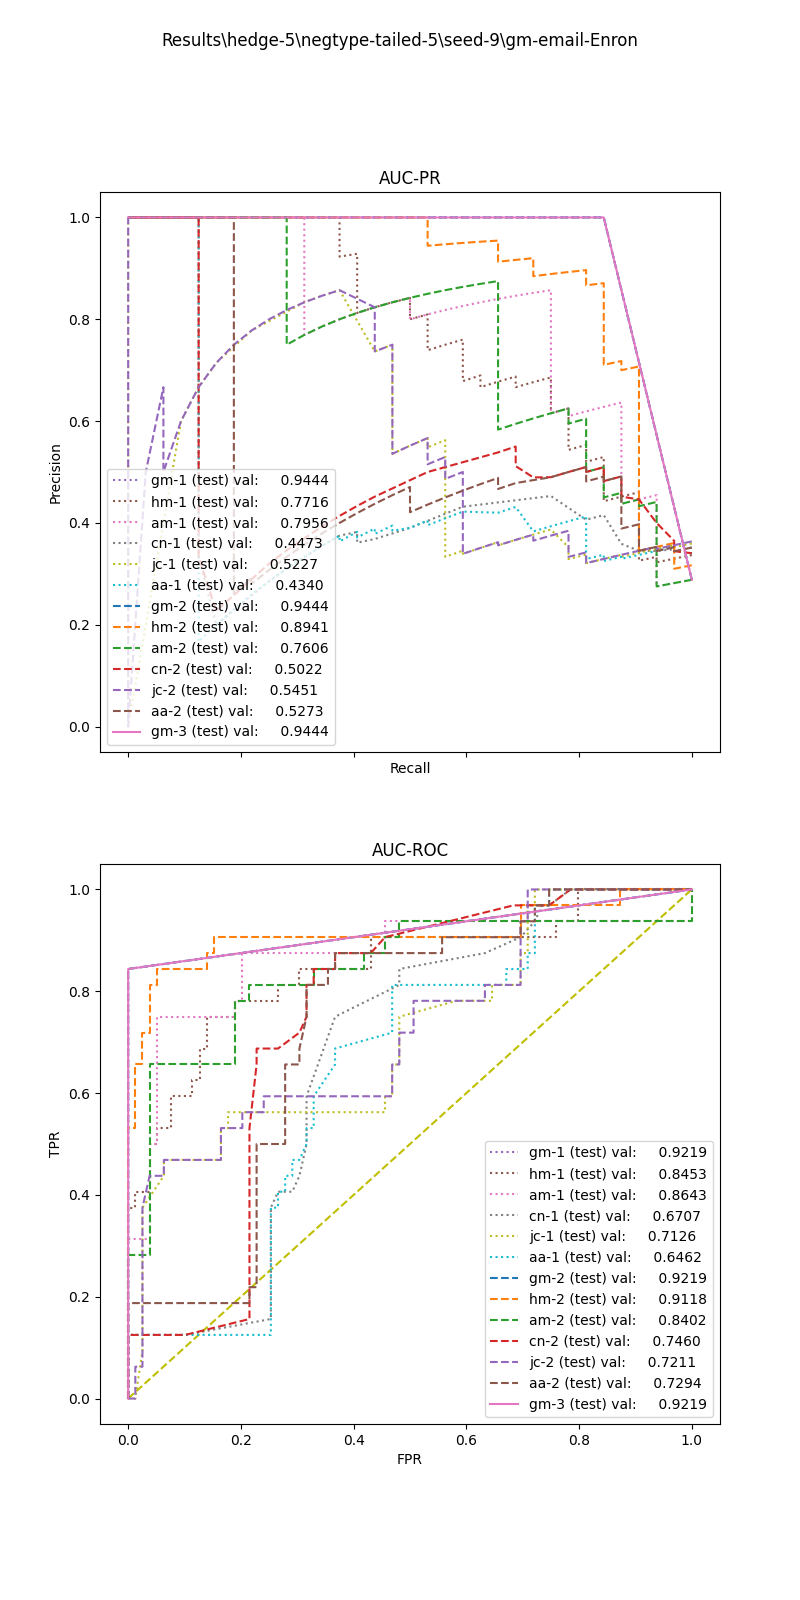 Results\hedge-5\negtype-tailed-5\seed-9\gm-email-Enron
AUC-PR
1.0
0.8
0.6
0.4
0.2
0.0
Precision
gm-1 (test) val: 0.9444
hm-1 (test) val: 0.7716
am-1 (test) val: 0.7956
cn-1 (test) val: 0.4473
jc-1 (test) val: 0.5227
aa-1 (test) val: 0.4340
gm-2 (test) val: 0.9444
hm-2 (test) val: 0.8941
am-2 (test) val: 0.7606
cn-2 (test) val: 0.5022
jc-2 (test) val: 0.5451
aa-2 (test) val: 0.5273
gm-3 (test) val: 0.9444
Recall
AUC-ROC
1.0
0.8
0.6
0.4
0.2
0.0
TPR
gm-1 (test) val: 0.9219
hm-1 (test) val: 0.8453
am-1 (test) val: 0.8643
cn-1 (test) val: 0.6707
jc-1 (test) val: 0.7126
aa-1 (test) val: 0.6462
gm-2 (test) val: 0.9219
hm-2 (test) val: 0.9118
am-2 (test) val: 0.8402
cn-2 (test) val: 0.7460
jc-2 (test) val: 0.7211
aa-2 (test) val: 0.7294
gm-3 (test) val: 0.9219
0.0 0.2 0.4 0.6 0.8 1.0
FPR